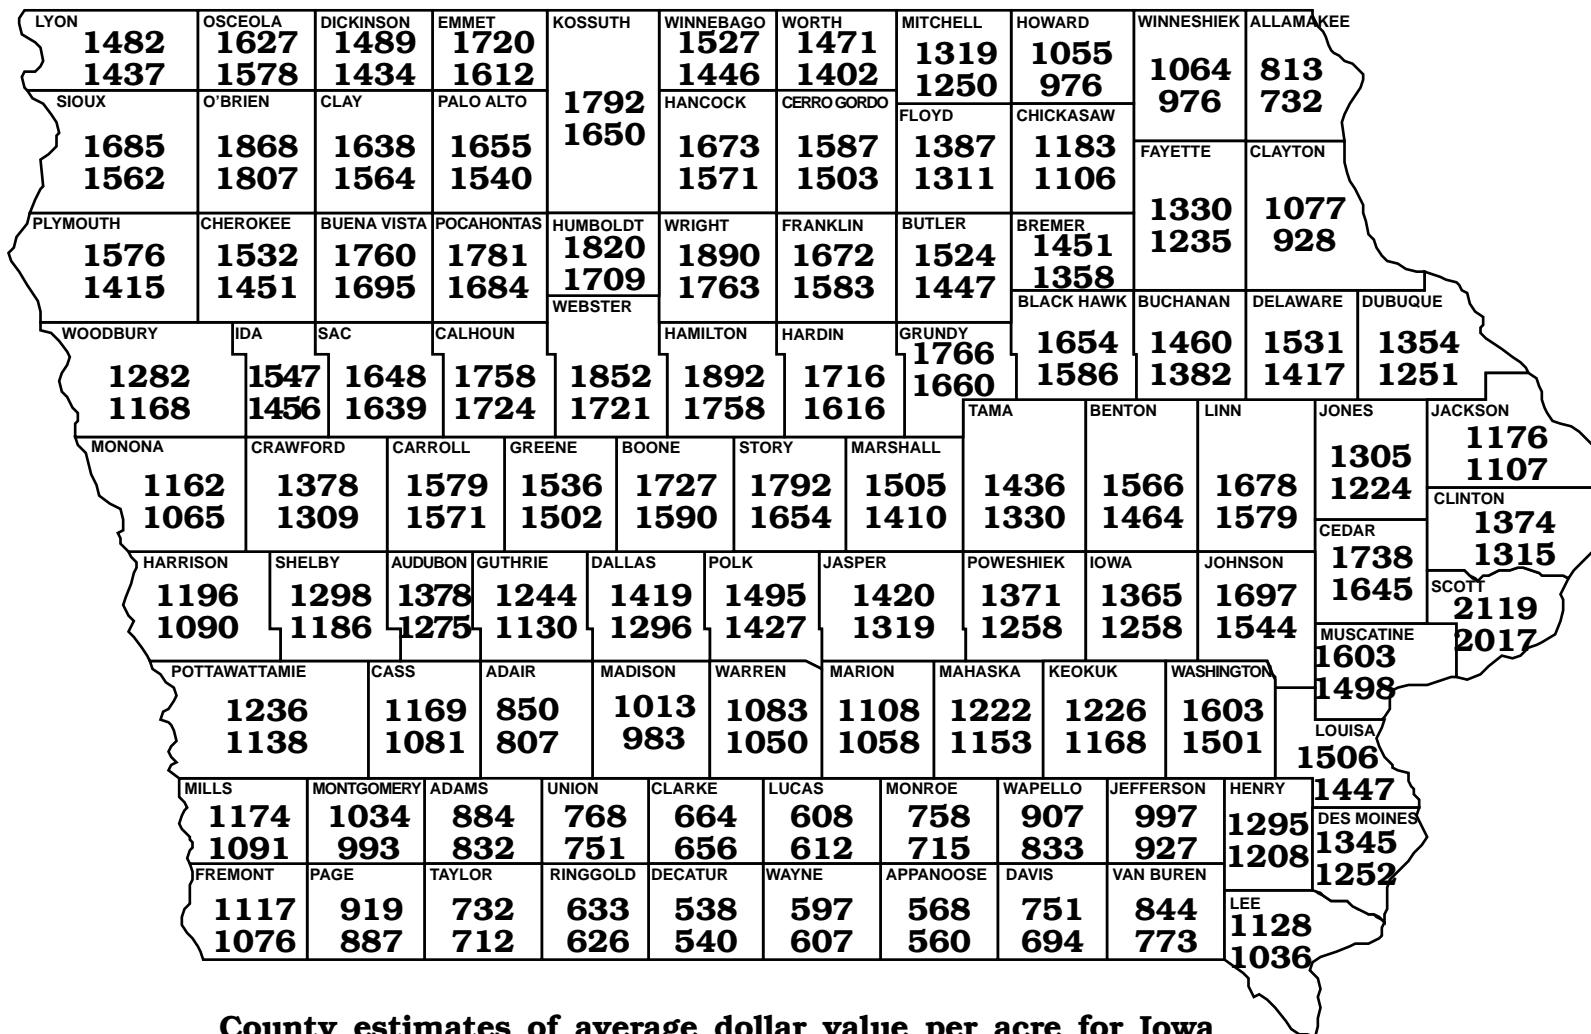 LYON
1482
1437
OSCEOLA
1627
1578
DICKINSON
1489
1434
EMMET
1720
1612
KOSSUTH
1792
1650
WINNEBAGO
1527
1446
WORTH
1471
1402
MITCHELL
1319
1250
HOWARD
1055
976
WINNESHIEK
1064
976
ALLAMAKEE
813
732
SIOUX
1685
1562
O'BRIEN
1868
1807
CLAY
1638
1564
PALO ALTO
1655
1540
HANCOCK
1673
1571
CERRO GORDO
1587
1503
FLOYD
1387
1311
CHICKASAW
1183
1106
FAYETTE
1330
1235
CLAYTON
1077
928
PLYMOUTH
1576
1415
CHEROKEE
1532
1451
BUENA VISTA
1760
1695
POCAHONTAS
1781
1684
HUMBOLDT
1820
1709
WRIGHT
1890
1763
FRANKLIN
1672
1583
BUTLER
1524
1447
BREMER
1451
1358
WOODBURY
1282
1168
IDA
1547
1456
SAC
1648
1639
CALHOUN
1758
1724
WEBSTER
1852
1721
HAMILTON
1892
1758
HARDIN
1716
1616
GRUNDY
1766
1660
BLACK HAWK
1654
1586
BUCHANAN
1460
1382
DELAWARE
1531
1417
DUBUQUE
1354
1251
MONONA
1162
1065
CRAWFORD
1378
1309
CARROLL
1579
1571
GREENE
1536
1502
BOONE
1727
1590
STORY
1792
1654
MARSHALL
1505
1410
TAMA
1436
1330
BENTON
1566
1464
LINN
1678
1579
JONES
1305
1224
JACKSON
1176
1107
CLINTON
1374
1315
CEDAR
1738
1645
SCOTT
2119
2017
HARRISON
1196
1090
SHELBY
1298
1186
AUDUBON
1378
1275
GUTHRIE
1244
1130
DALLAS
1419
1296
POLK
1495
1427
JASPER
1420
1319
POWESHIEK
1371
1258
IOWA
1365
1258
JOHNSON
1697
1544
MUSCATINE
1603
1498
POTTAWATTAMIE
1236
1138
CASS
1169
1081
ADAIR
850
807
MADISON
1013
983
WARREN
1083
1050
MARION
1108
1058
MAHASKA
1222
1153
KEOKUK
1226
1168
WASHINGTON
1603
1501
LOUISA
1506
1447
MILLS
1174
1091
MONTGOMERY
1034
993
ADAMS
884
832
UNION
768
751
CLARKE
664
656
LUCAS
608
612
MONROE
758
715
WAPELLO
907
833
JEFFERSON
997
927
HENRY
1295
1208
DES MOINES
1345
1252
FREMONT
1117
1076
PAGE
919
887
TAYLOR
732
712
RINGGOLD
633
626
DECATUR
538
540
WAYNE
597
607
APPANOOSE
568
560
DAVIS
751
694
VAN BUREN
844
773
LEE
1128
1036
County estimates of average dollar value per acre for Iowa